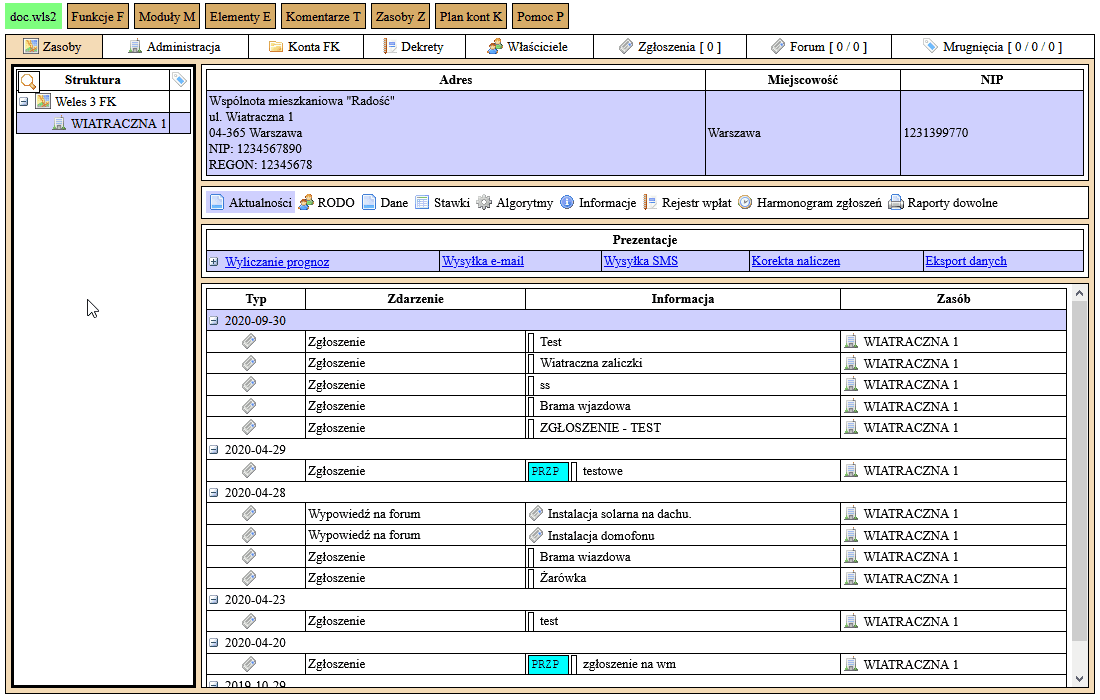 doc.wls2 Funkcje F Moduły M Elementy E Komentarze T Zasoby Z Plan kont K Pomoc P
Zasoby Administracja Konta FK Dekrety Właściciele Zgłoszenia [ 0 ] Forum [ 0 / 0 ] Mrugnięcia [ 0 / 0 / 0 ]
Struktura
Weles 3 FK
WIATRACZNA 1
Adres Miejscowość NIP
Wspólnota mieszkaniowa "Radość"
ul. Wiatraczna 1
04-365 Warszawa
NIP: 1234567890
REGON: 12345678
Warszawa
1231399770
Aktualności RODO Dane Stawki Algorytmy Informacje Rejestr wpłat Harmonogram zgłoszeń Raporty dowolne
Prezentacje
Wyliczanie prognoz Wysyłka e-mail Wysyłka SMS Korekta naliczen Eksport danych
Typ Zdarzenie Informacja Zasób
2020-09-30
Zgłoszenie Test WIATRACZNA 1
Zgłoszenie Wiatraczna zaliczki WIATRACZNA 1
Zgłoszenie ss WIATRACZNA 1
Zgłoszenie Brama wjazdowa WIATRACZNA 1
Zgłoszenie ZGŁOSZENIE - TEST WIATRACZNA 1
2020-04-29
Zgłoszenie PRZP testowe WIATRACZNA 1
2020-04-28
Wypowiedź na forum Instalacja solarna na dachu. WIATRACZNA 1
Wypowiedź na forum Instalacja domofonu WIATRACZNA 1
Zgłoszenie Brama wiazdowa WIATRACZNA 1
Zgłoszenie Żarówka WIATRACZNA 1
2020-04-23
Zgłoszenie test WIATRACZNA 1
2020-04-20
Zgłoszenie PRZP zgłoszenie na wm WIATRACZNA 1
2019-10-29